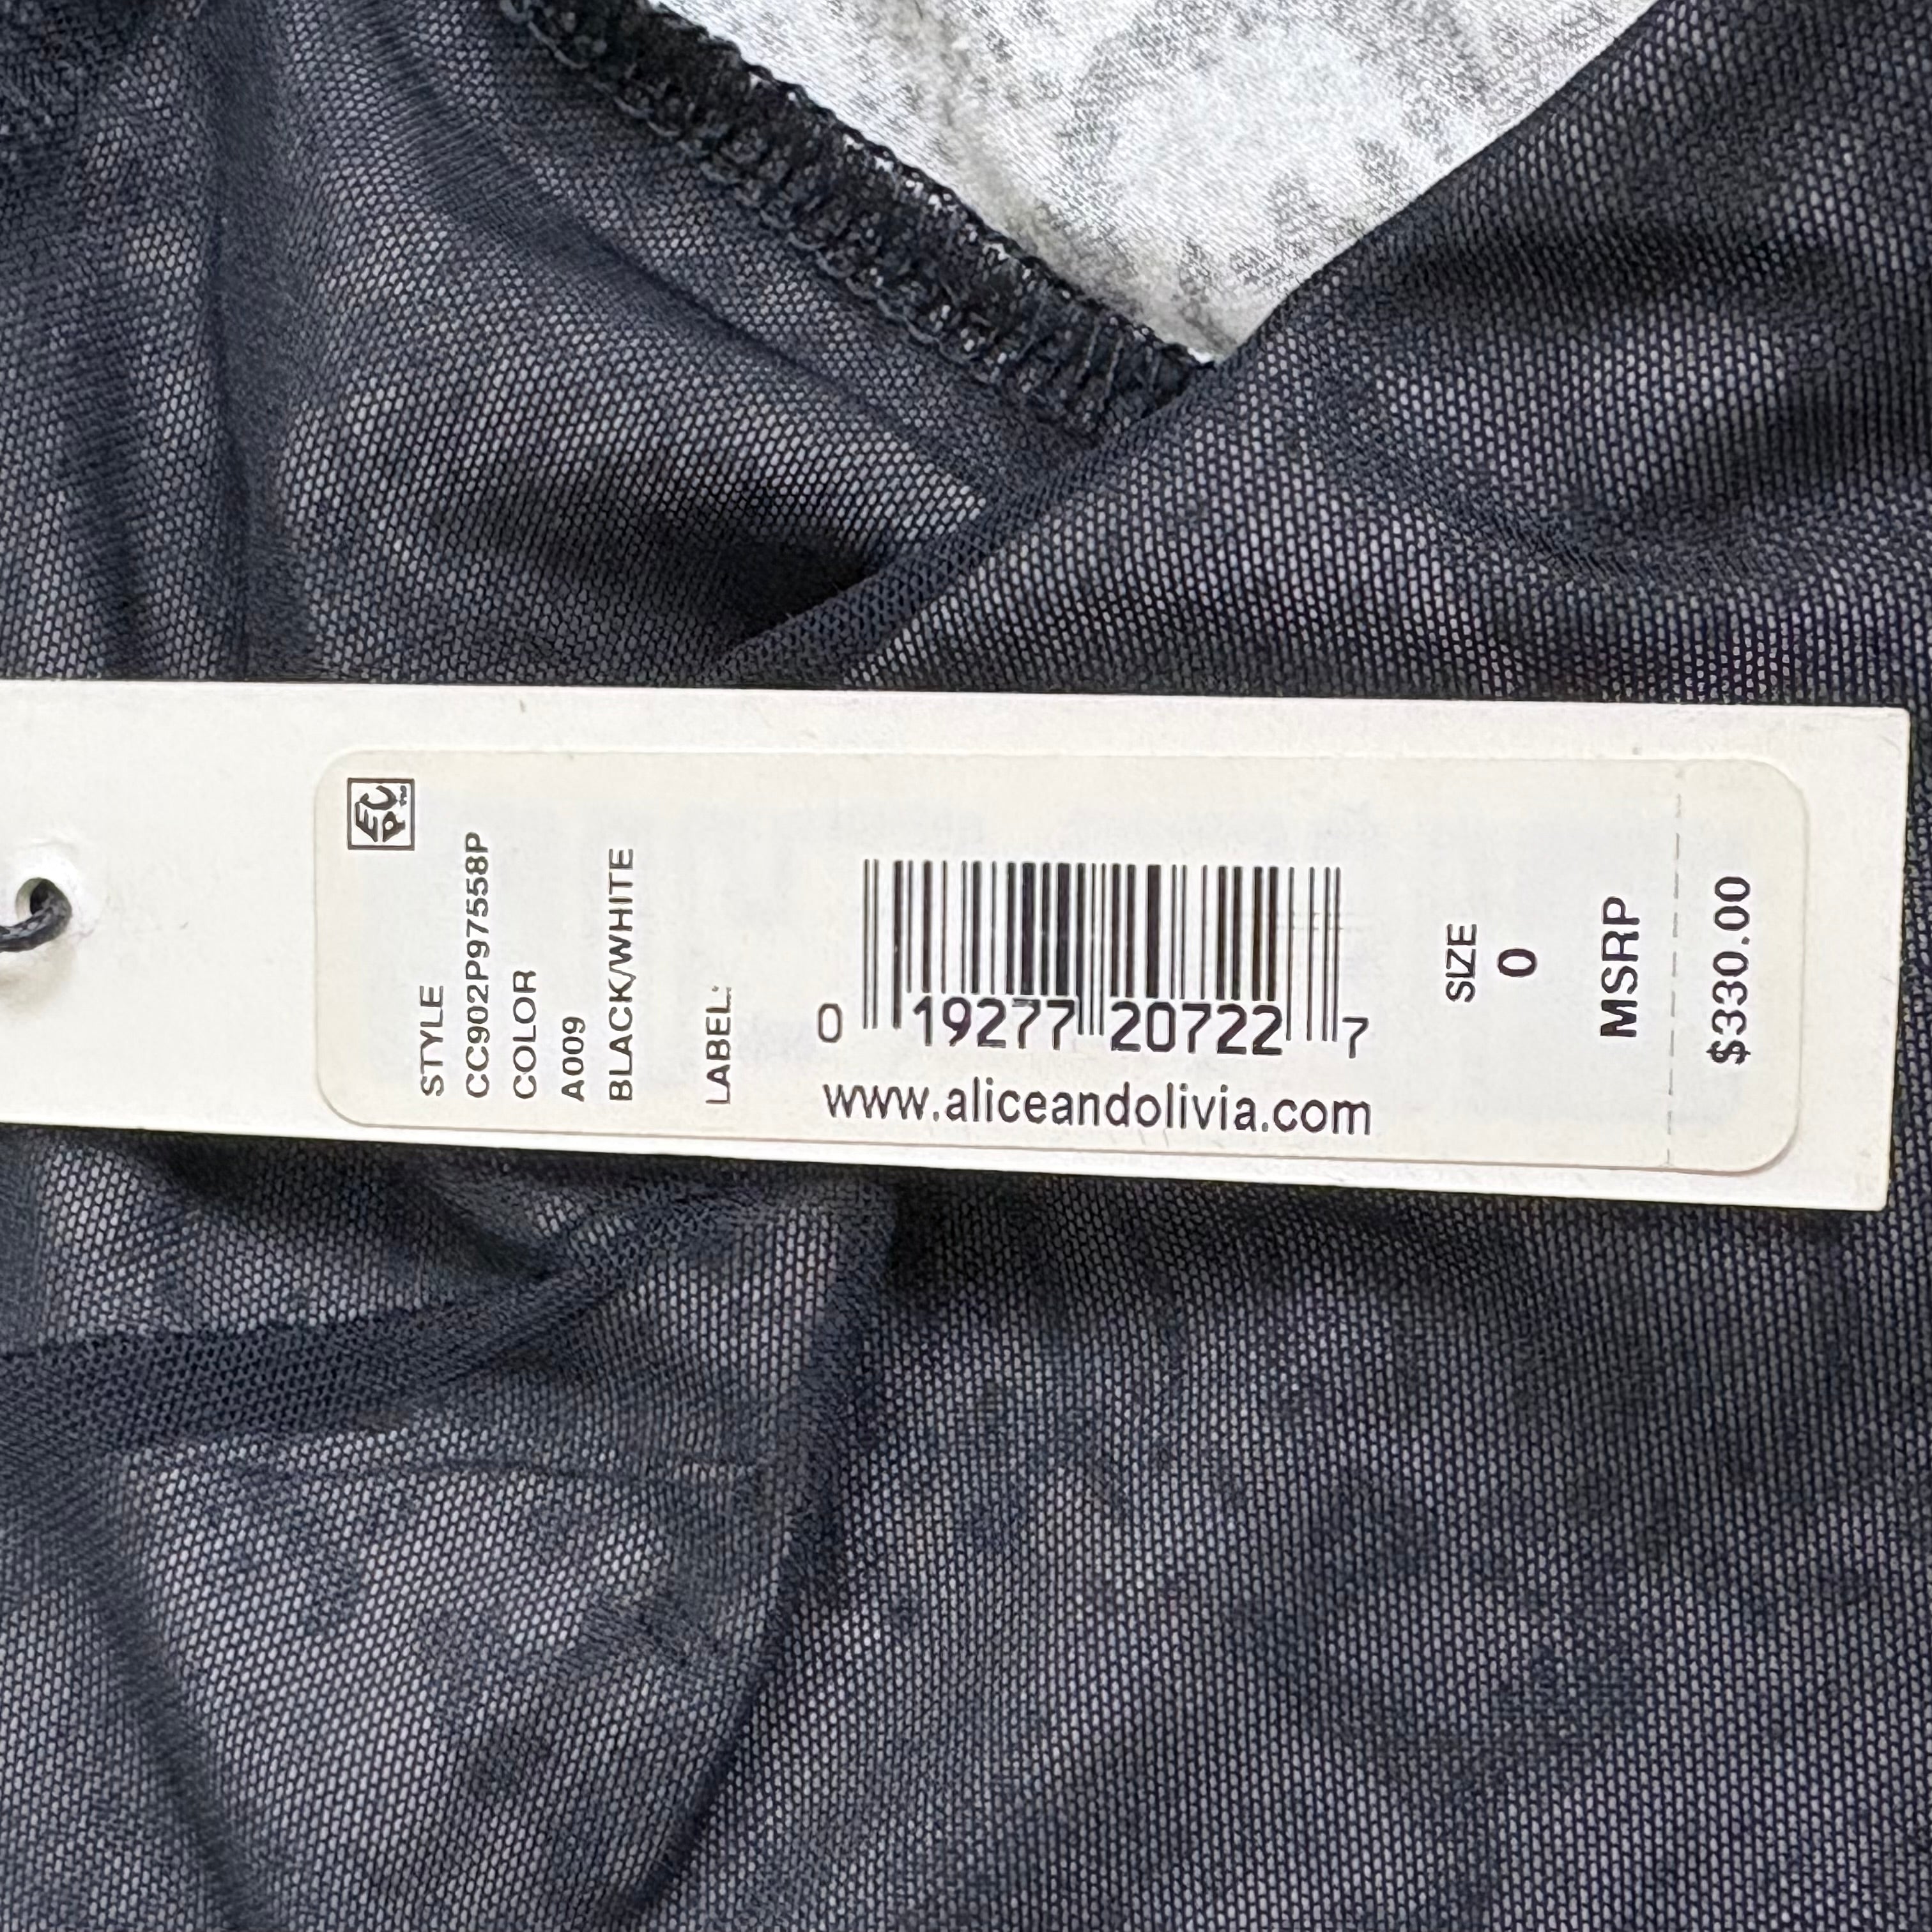 EPC
STYLE
CC902P97558P
COLOR
A009
BLACK/WHITE
LABEL:
0 19277 20722 7
www.aliceandolivia.com
SIZE
0
MSRP
$330.00